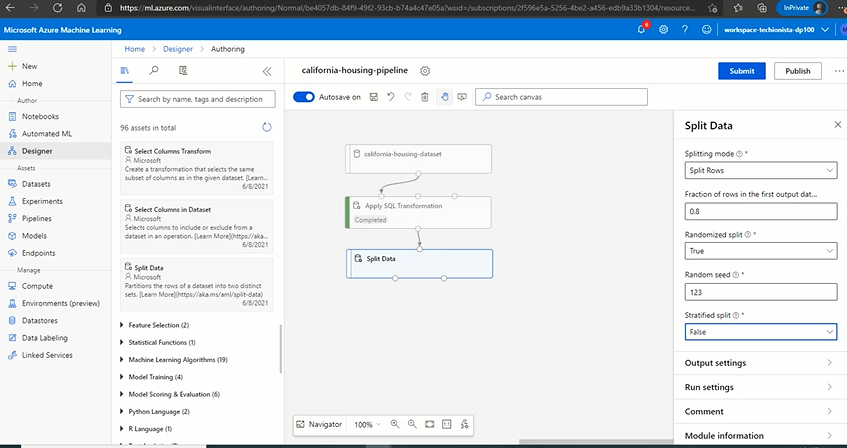 https://ml.azure.com/visualinterface/authoring/Normal/be4057db-84f9-49f2-93cb-b74a4c47e05a?wsid=/subscriptions/2f596e5a-5256-4be2-a456-edb9a33b1304/resource...
InPrivate
Microsoft Azure Machine Learning
6
workspace-techionista-dp100
New
Home
Author
Notebooks
Automated ML
Designer
Assets
Datasets
Experiments
Pipelines
Models
Endpoints
Manage
Compute
Environments (preview)
Datastores
Data Labeling
Linked Services
Home > Designer > Authoring
Search by name, tags and description
96 assets in total
Select Columns Transform
Microsoft
Create a transformation that selects the same
subset of columns as in the given dataset. [Learn...
6/8/2021
Select Columns in Dataset
Microsoft
Selects columns to include or exclude from a
dataset in an operation. [Learn More](https://aka....
6/8/2021
Split Data
Microsoft
Partitions the rows of a dataset into two distinct
sets. [Learn More](https://aka.ms/aml/split-data)
6/8/2021
Feature Selection (2)
Statistical Functions (1)
Machine Learning Algorithms (19)
Model Training (4)
Model Scoring & Evaluation (6)
Python Language (2)
R Language (1)
california-housing-pipeline
Submit
Publish
Autosave on
Search canvas
california-housing-dataset
Apply SQL Transformation
Completed
Split Data
Navigator
100%
Split Data
Splitting mode *
Split Rows
Fraction of rows in the first output dat...
0.8
Randomized split *
True
Random seed *
123
Stratified split *
False
Output settings
Run settings
Comment
Module information